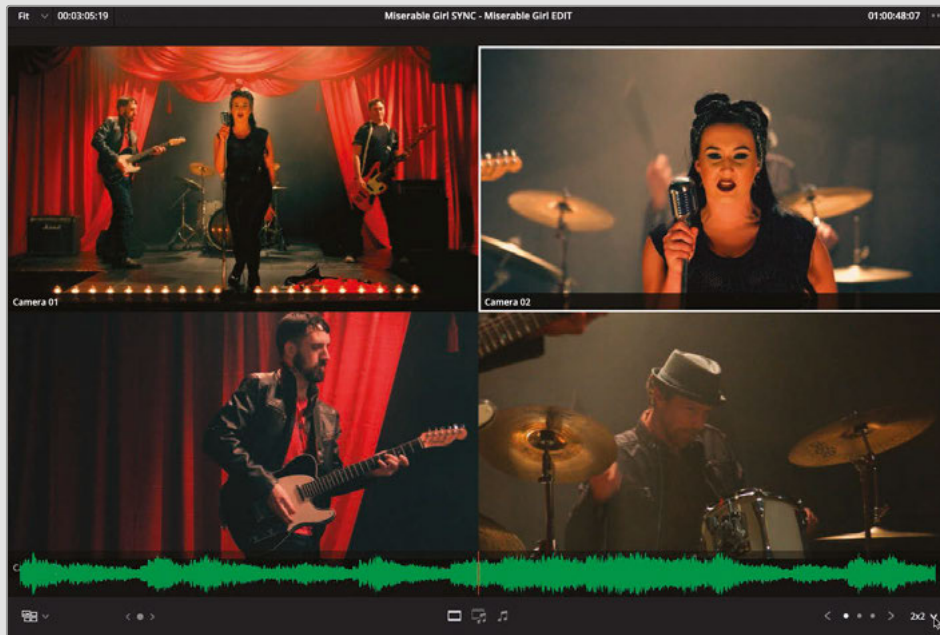 Fit 00:03:05:19 Miserable Girl SYNC - Miserable Girl EDIT 01:00:48:07
Marshall
Camera 01
Camera 02
2x2